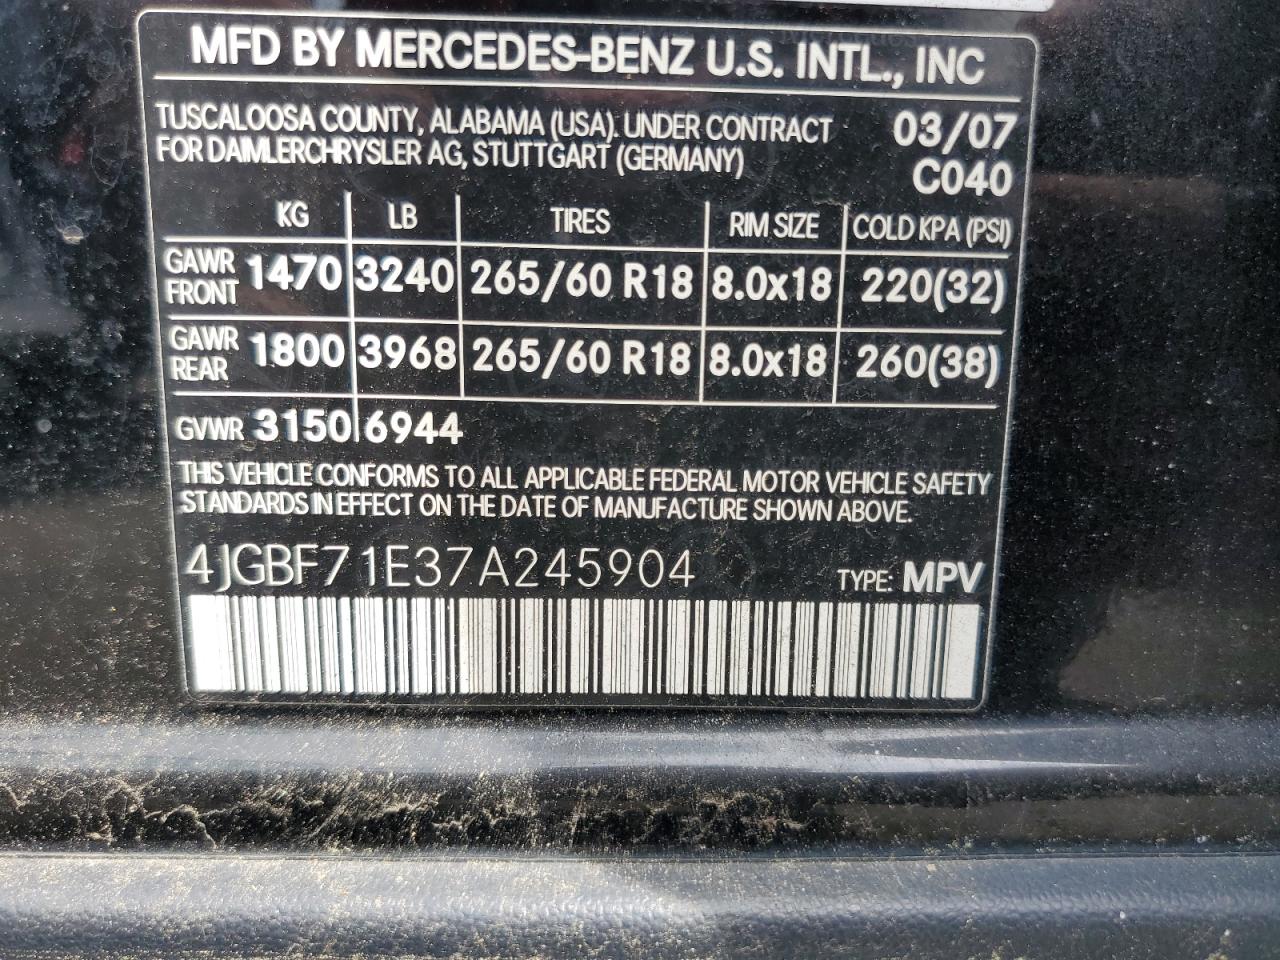 MFD BY MERCEDES-BENZ U.S. INTL., INC
TUSCALOOSA COUNTY, ALABAMA (USA). UNDER CONTRACT 03/07
FOR DAIMLERCHRYSLER AG, STUTTGART (GERMANY) C040
KG LB TIRES RIM SIZE COLD KPA (PSI)
GAWR FRONT 1470 3240 265/60 R18 8.0x18 220(32)
GAWR REAR 1800 3968 265/60 R18 8.0x18 260(38)
GVWR 3150 6944
THIS VEHICLE CONFORMS TO ALL APPLICABLE FEDERAL MOTOR VEHICLE SAFETY
STANDARDS IN EFFECT ON THE DATE OF MANUFACTURE SHOWN ABOVE.
4JGBF71E37A245904 TYPE: MPV